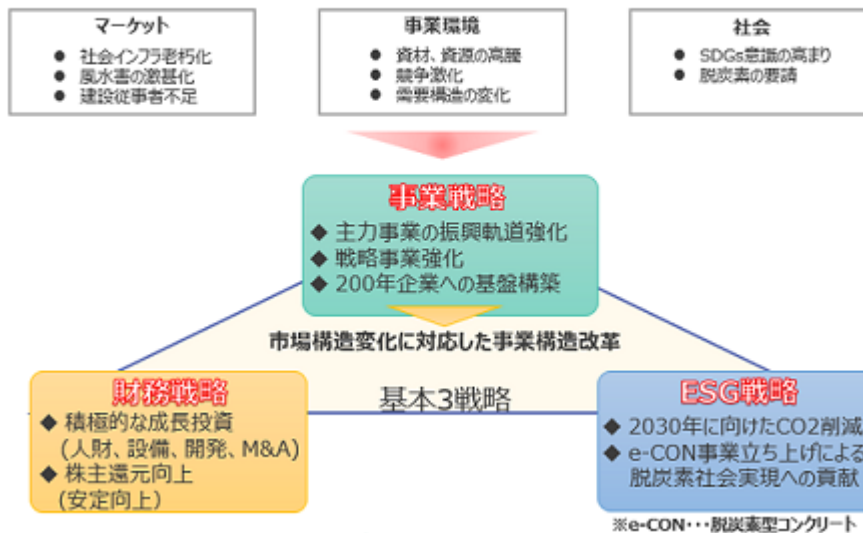 マーケット
● 社会インフラ老朽化
● 風水害の激甚化
● 建設従事者不足
事業環境
● 資材、資源の高騰
● 競争激化
● 需要構造の変化
社会
● SDGs意識の高まり
● 脱炭素の要請
事業戦略
◆ 主力事業の振興軌道強化
◆ 戦略事業強化
◆ 200年企業への基盤構築
市場構造変化に対応した事業構造改革
基本3戦略
財務戦略
◆ 積極的な成長投資
(人財、設備、開発、M&A)
◆ 株主還元向上
(安定向上)
ESG戦略
◆ 2030年に向けたCO2削減
◆ e-CON事業立ち上げによる
脱炭素社会実現への貢献
※e-CON･･･脱炭素型コンクリート